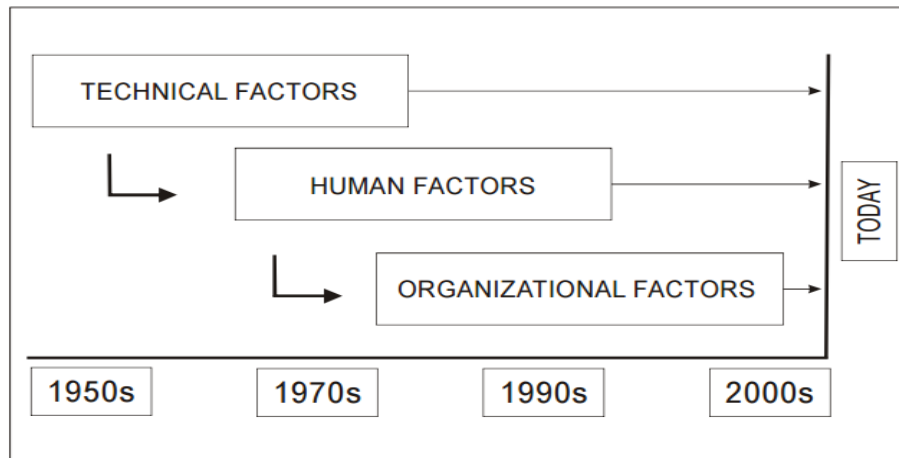 TECHNICAL FACTORS
HUMAN FACTORS
TODAY
ORGANIZATIONAL FACTORS
1950s
1970s
1990s
2000s